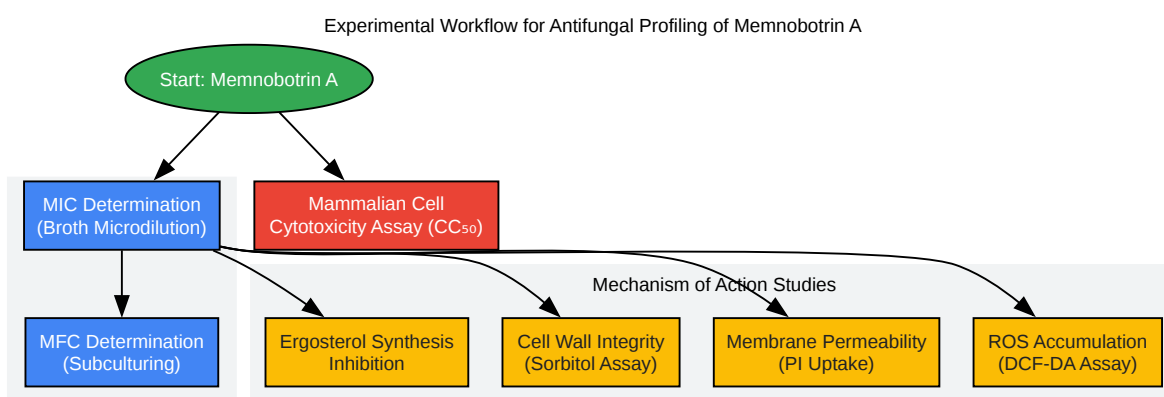 Experimental Workflow for Antifungal Profiling of Memnobotrin A
Start: Memnobotrin A
MIC Determination
(Broth Microdilution)
Mammalian Cell
Cytotoxicity Assay (CC₅₀)
Mechanism of Action Studies
MFC Determination
(Subculturing)
Ergosterol Synthesis
Inhibition
Cell Wall Integrity
(Sorbitol Assay)
Membrane Permeability
(PI Uptake)
ROS Accumulation
(DCF-DA Assay)